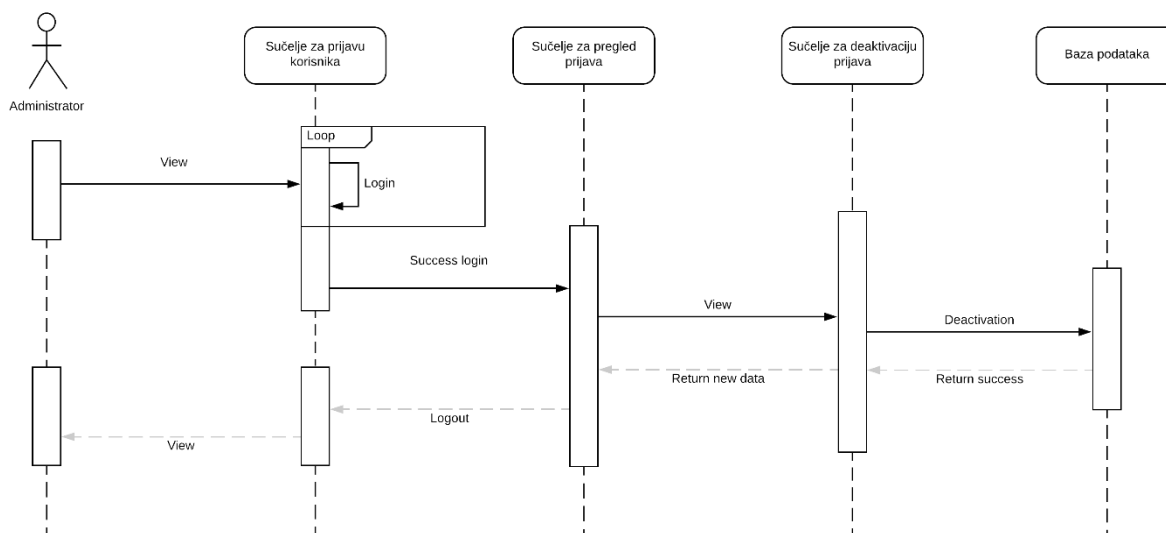 Sučelje za prijavu
korisnika
Sučelje za pregled
prijava
Sučelje za deaktivaciju
prijava
Baza podataka
Administrator
Loop
View
Login
Success login
View
Deactivation
Return new data
Return success
Logout
View